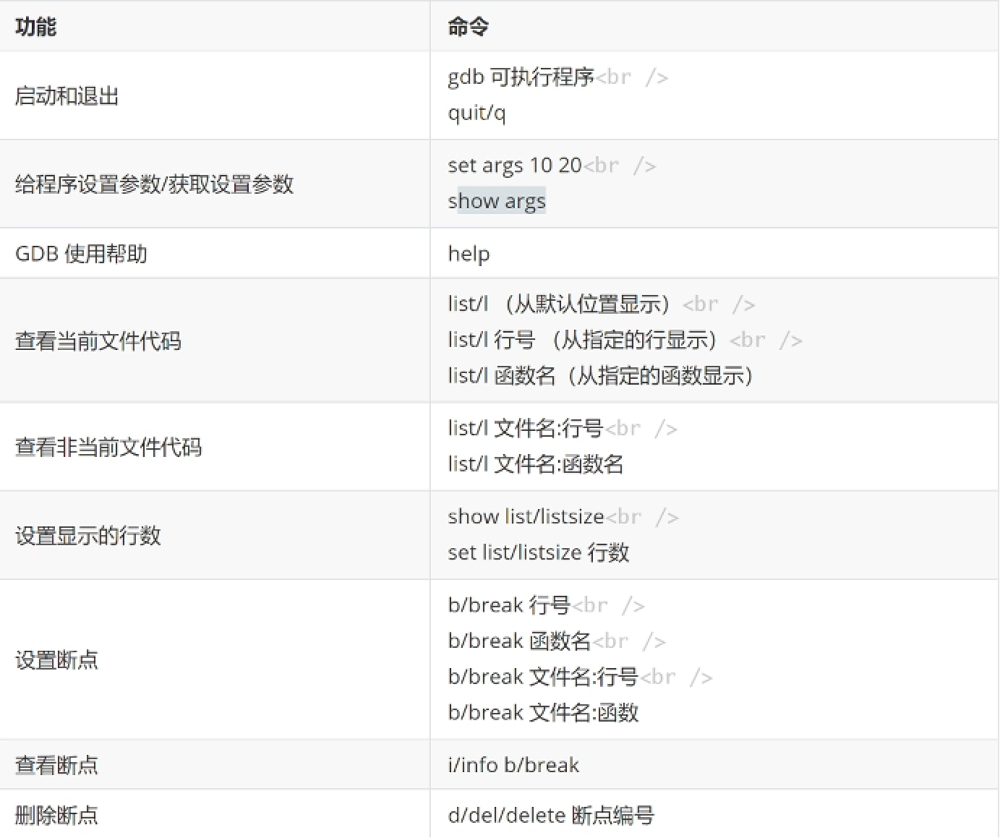 功能
命令
启动和退出
gdb 可执行程序<br />
quit/q
给程序设置参数/获取设置参数
set args 10 20<br />
show args
GDB 使用帮助
help
查看当前文件代码
list/l （从默认位置显示）<br />
list/l 行号 （从指定的行显示）<br />
list/l 函数名（从指定的函数显示）
查看非当前文件代码
list/l 文件名:行号<br />
list/l 文件名:函数名
设置显示的行数
show list/listsize<br />
set list/listsize 行数
设置断点
b/break 行号<br />
b/break 函数名<br />
b/break 文件名:行号<br />
b/break 文件名:函数
查看断点
i/info b/break
删除断点
d/del/delete 断点编号